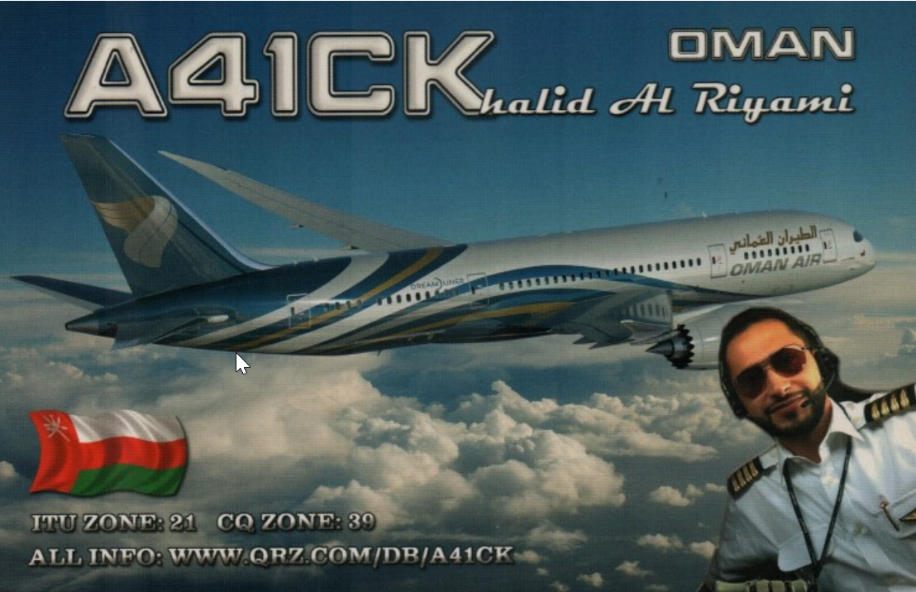 A41CK
OMAN
halid Al Riyami
الطيران العماني
OMAN AIR
DREAMLINER
ITU ZONE: 21 CQ ZONE: 39
ALL INFO: WWW.QRZ.COM/DB/A41CK